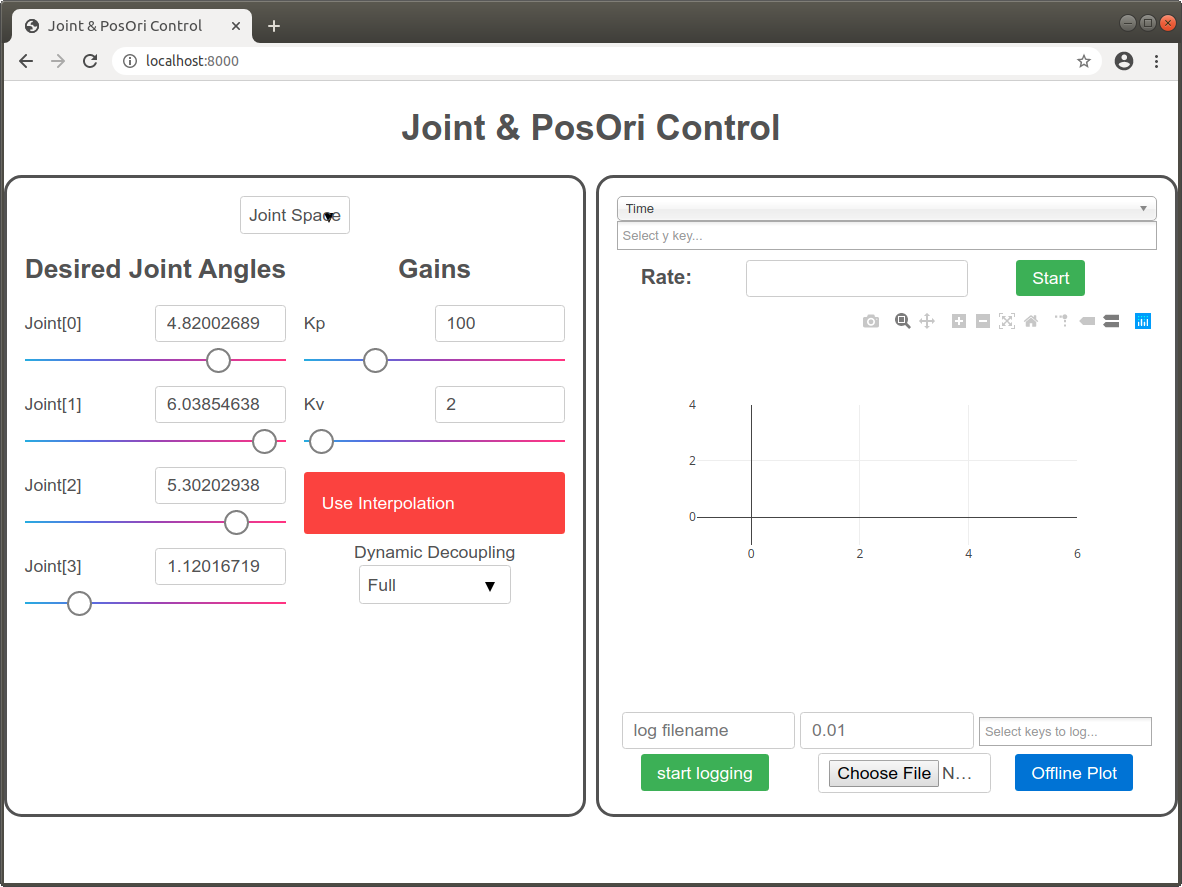 Joint & PosOri Control
localhost:8000
Joint & PosOri Control
Joint Space
Desired Joint Angles
Gains
Joint[0]
4.82002689
Kp
100
Joint[1]
6.03854638
Kv
2
Joint[2]
5.30202938
Use Interpolation
Joint[3]
1.12016719
Dynamic Decoupling
Full
Time
Select y key...
Rate:
Start
4
2
0
0
2
4
6
log filename
0.01
Select keys to log...
start logging
Choose File
N...
Offline Plot